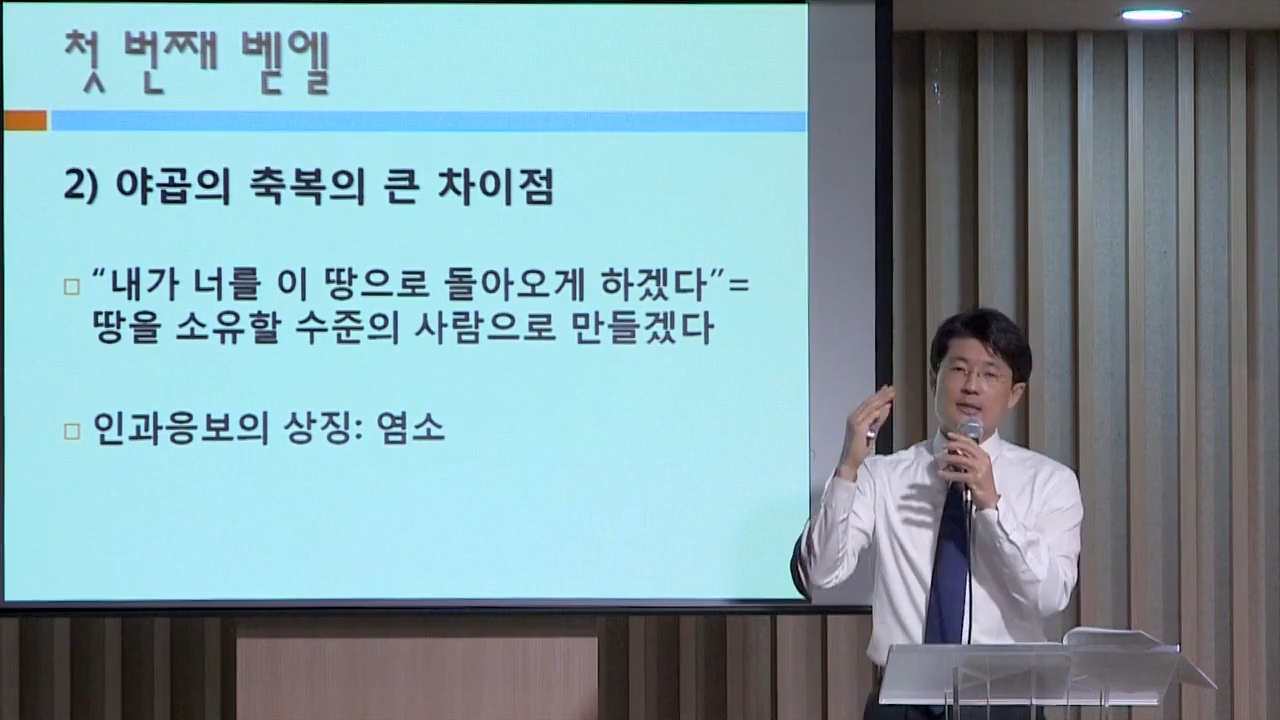 첫 번째 벧엘
2) 야곱의 축복의 큰 차이점
□ “내가 너를 이 땅으로 돌아오게 하겠다”=
땅을 소유할 수준의 사람으로 만들겠다
□ 인과응보의 상징: 염소